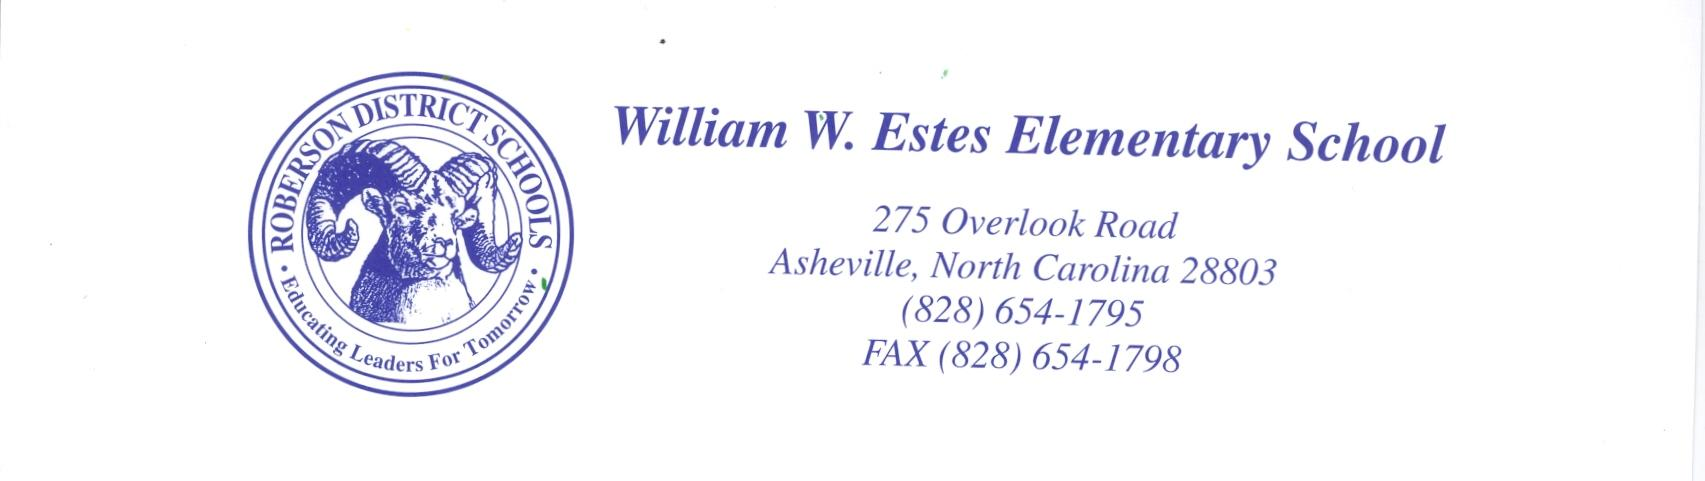 ROBERSON DISTRICT SCHOOLS
• Educating Leaders For Tomorrow •
William W. Estes Elementary School
275 Overlook Road
Asheville, North Carolina 28803
(828) 654-1795
FAX (828) 654-1798